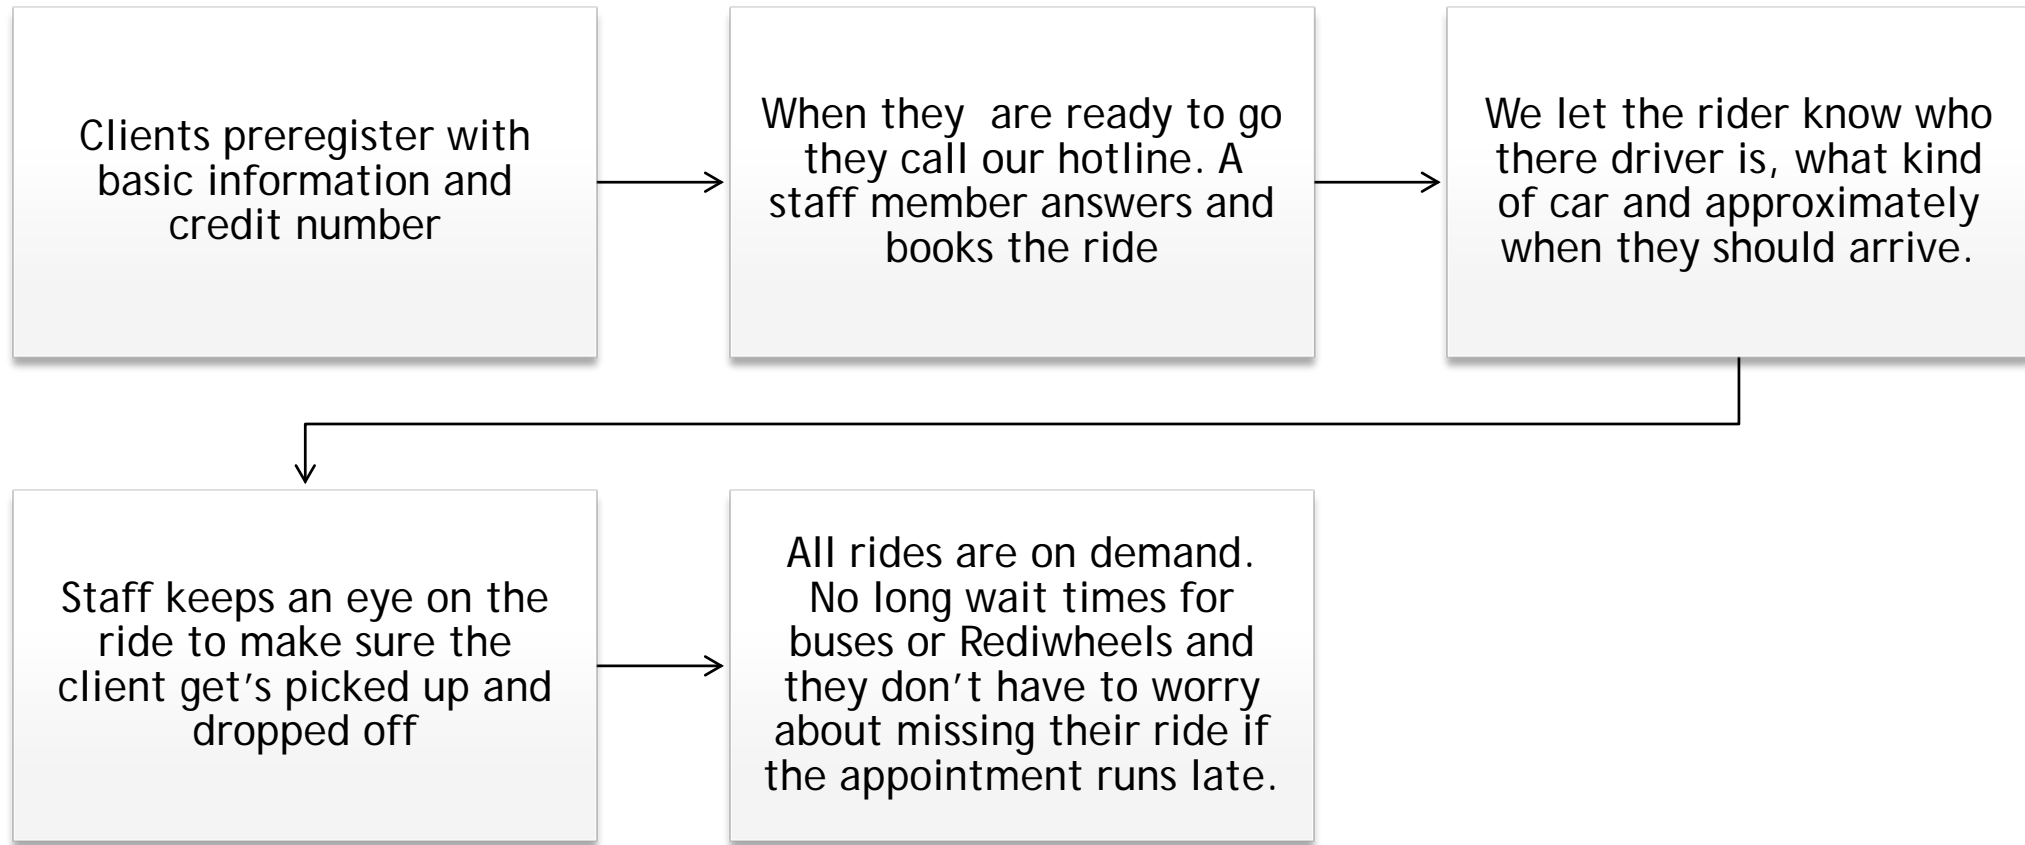 Clients preregister with
basic information and
credit number
When they  are ready to go
they call our hotline. A
staff member answers and
books the ride
We let the rider know who
there driver is, what kind
of car and approximately
when they should arrive.
Staff keeps an eye on the
ride to make sure the
client get’s picked up and
dropped off
All rides are on demand.
No long wait times for
buses or Rediwheels and
they don’t have to worry
about missing their ride if
the appointment runs late.